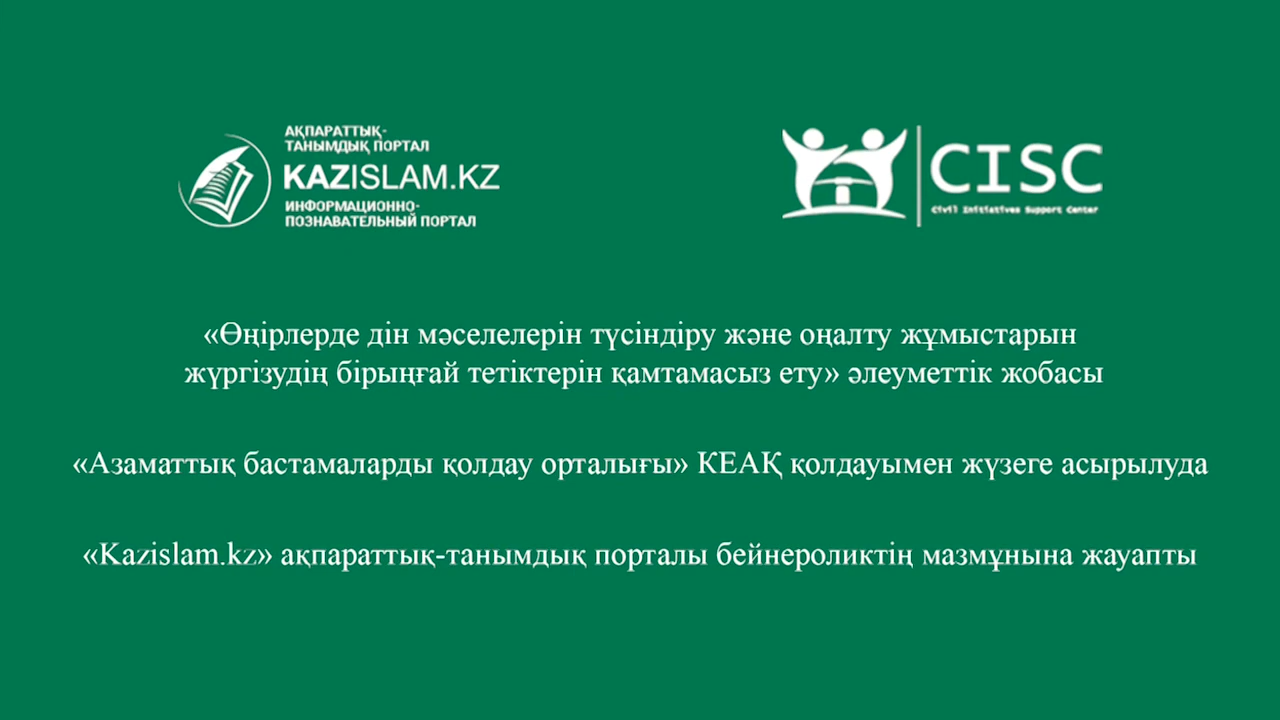 АҚПАРАТТЫҚ-
ТАНЫМДЫҚ ПОРТАЛ
KAZISLAM.KZ
ИНФОРМАЦИОННО-
ПОЗНАВАТЕЛЬНЫЙ ПОРТАЛ
CISC
Civil Initiatives Support Center
«Өңірлерде дін мәселелерін түсіндіру және оңалту жұмыстарын
жүргізудің бірыңғай тетіктерін қамтамасыз ету» әлеуметтік жобасы
«Азаматтық бастамаларды қолдау орталығы» КЕАҚ қолдауымен жүзеге асырылуда
«Kazislam.kz» ақпараттық-танымдық порталы бейнероликтің мазмұнына жауапты